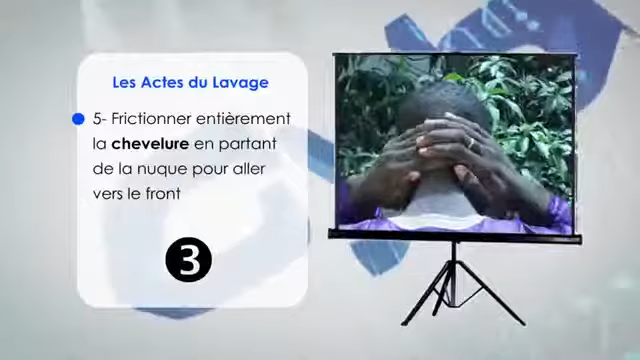 Les Actes du Lavage
5- Frictionner entièrement
la chevelure en partant
de la nuque pour aller
vers le front
3